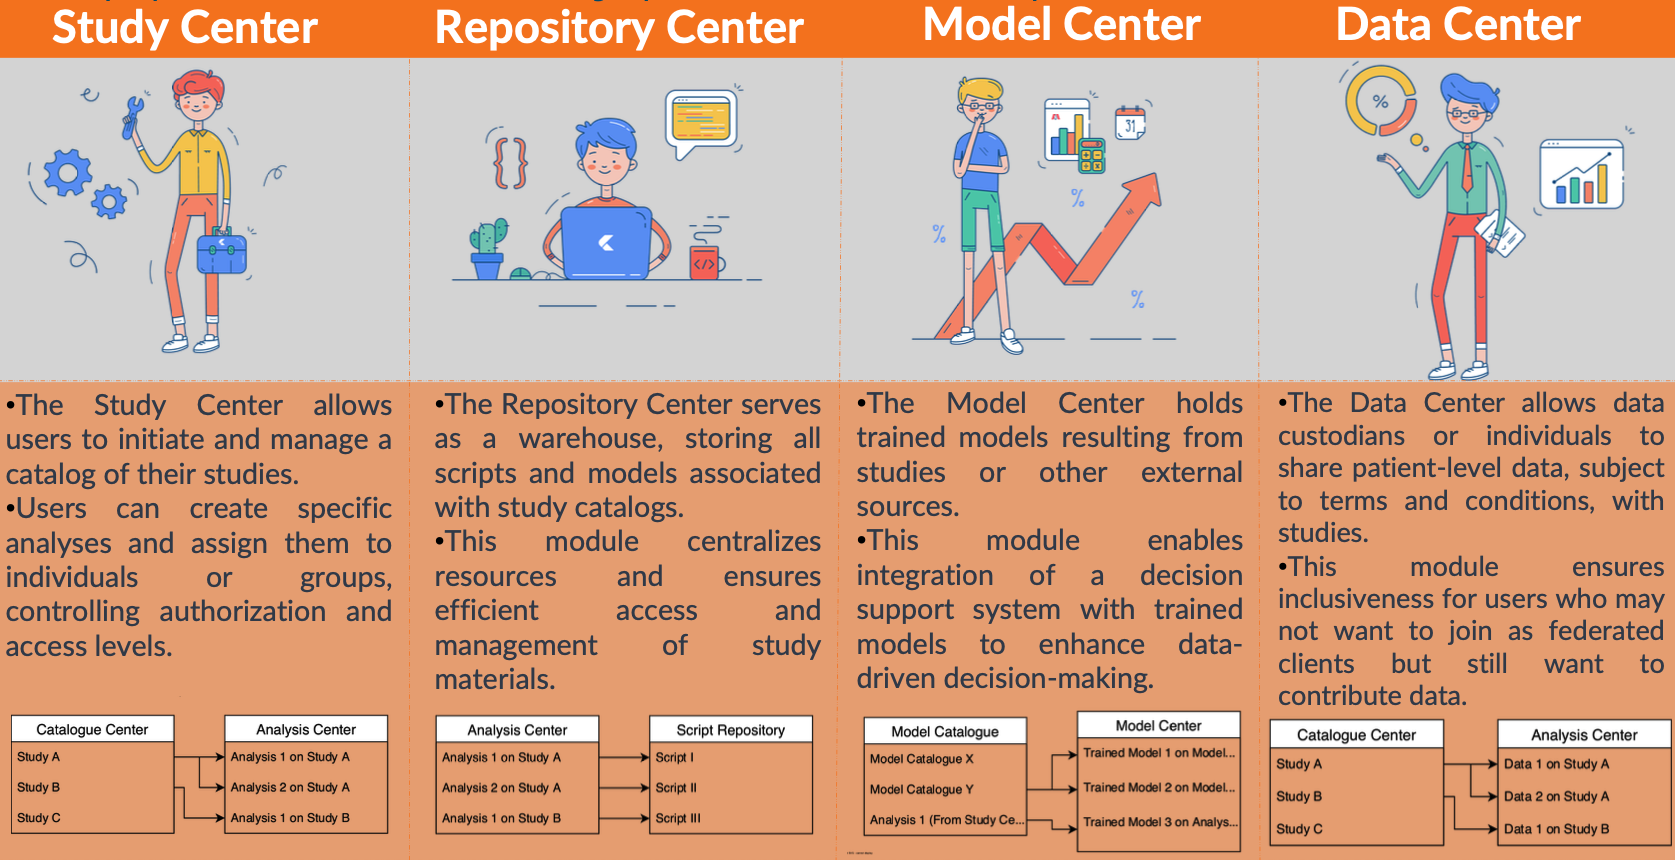 Study Center
Repository Center
Model Center
Data Center
%
31
%
%
%
{}
</>
•The Study Center allows
users to initiate and manage a
catalog of their studies.
•Users can create specific
analyses and assign them to
individuals or groups,
controlling authorization and
access levels.
•The Repository Center serves
as a warehouse, storing all
scripts and models associated
with study catalogs.
•This module centralizes
resources and ensures
efficient access and
management of study
materials.
•The Model Center holds
trained models resulting from
studies or other external
sources.
•This module enables
integration of a decision
support system with trained
models to enhance data-
driven decision-making.
•The Data Center allows data
custodians or individuals to
share patient-level data, subject
to terms and conditions, with
studies.
•This module ensures
inclusiveness for users who may
not want to join as federated
clients but still want to
contribute data.
Catalogue Center
Study A
Study B
Study C
Analysis Center
Analysis 1 on Study A
Analysis 2 on Study A
Analysis 1 on Study B
Analysis Center
Analysis 1 on Study A
Analysis 2 on Study A
Analysis 1 on Study B
Script Repository
Script I
Script II
Script III
Model Catalogue
Model Catalogue X
Model Catalogue Y
Analysis 1 (From Study Ce...
Model Center
Trained Model 1 on Model...
Trained Model 2 on Model...
Trained Model 3 on Analys...
Catalogue Center
Study A
Study B
Study C
Analysis Center
Data 1 on Study A
Data 2 on Study A
Data 1 on Study B